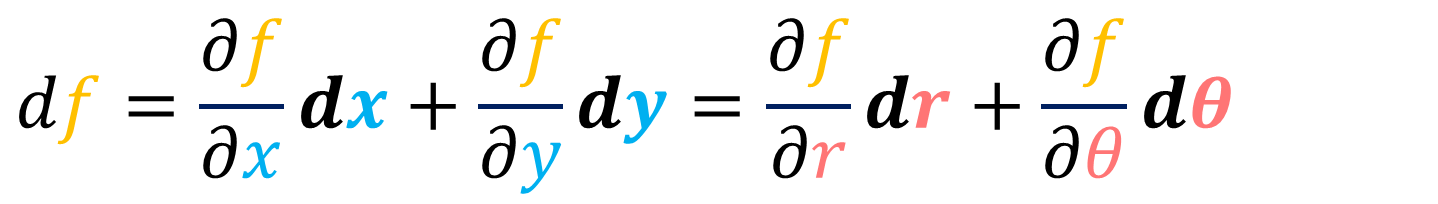 df = ∂f/∂x dx + ∂f/∂y dy = ∂f/∂r dr + ∂f/∂θ dθ